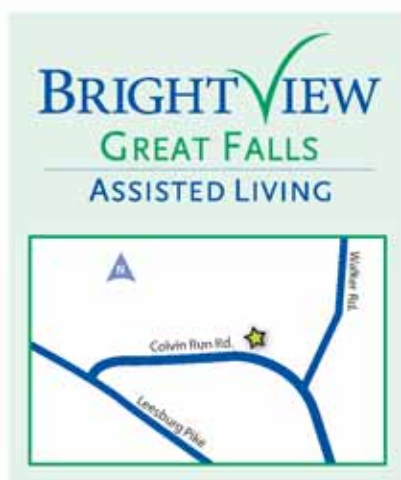 BRIGHTVIEW
GREAT FALLS
ASSISTED LIVING
N
Walker Rd.
Colvin Run Rd.
Leesburg Pike